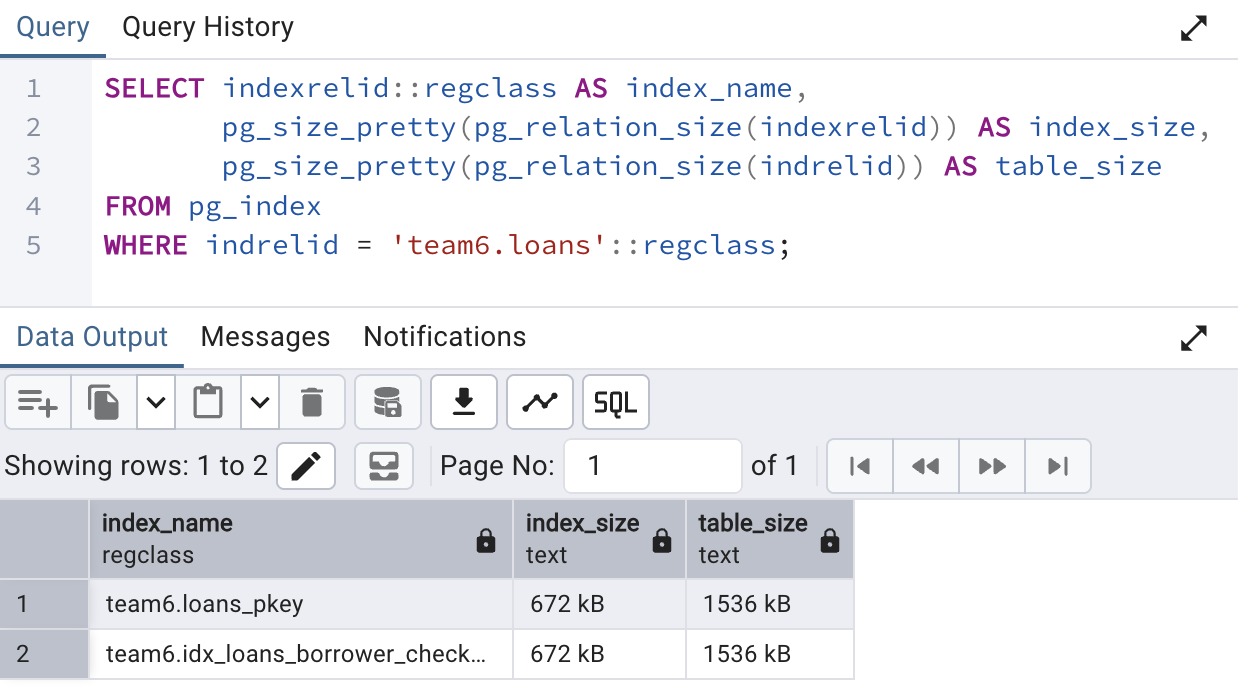 Query Query History
1 SELECT indexrelid::regclass AS index_name,
2 pg_size_pretty(pg_relation_size(indexrelid)) AS index_size,
3 pg_size_pretty(pg_relation_size(indrelid)) AS table_size
4 FROM pg_index
5 WHERE indrelid = 'team6.loans'::regclass;
Data Output Messages Notifications
SQL
Showing rows: 1 to 2 Page No: 1 of 1
index_name index_size table_size
regclass text text
1 team6.loans_pkey 672 kB 1536 kB
2 team6.idx_loans_borrower_check… 672 kB 1536 kB